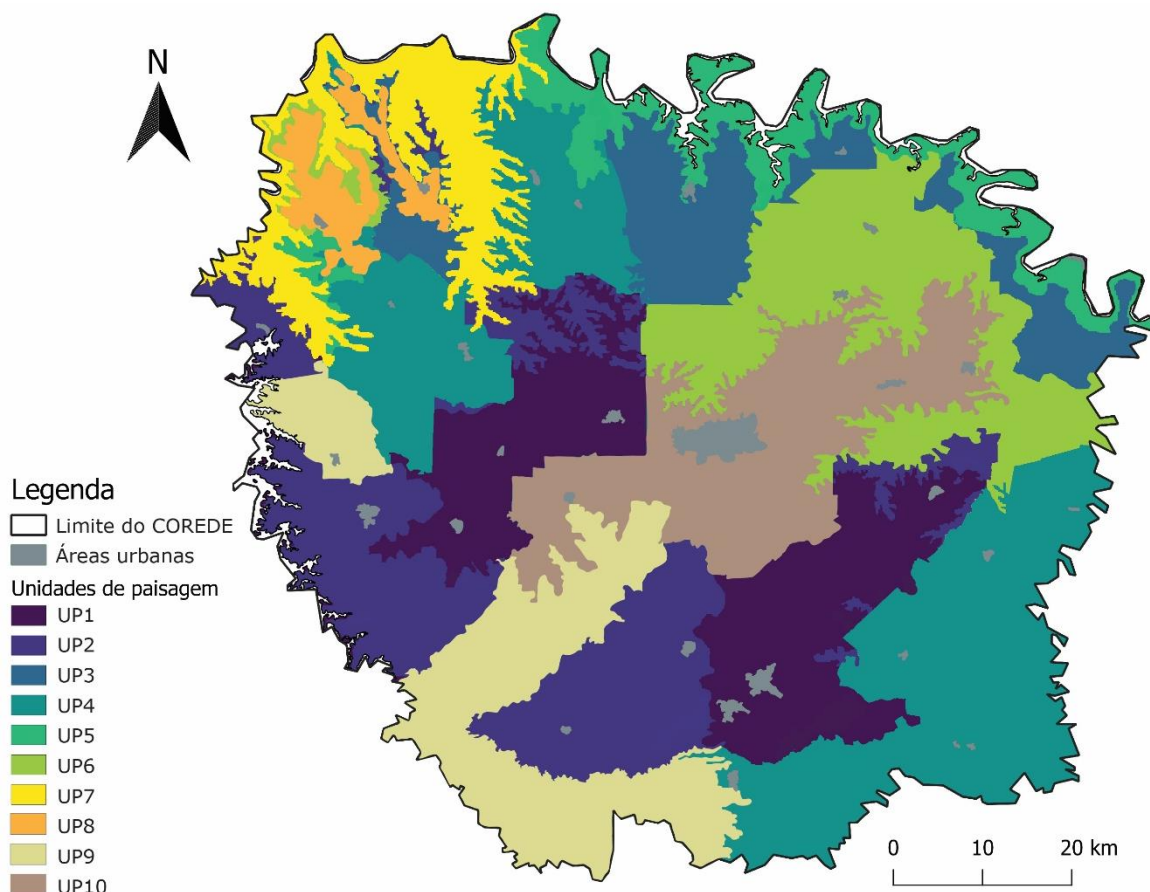 N
Legenda
Limite do COREDE
Áreas urbanas
Unidades de paisagem
UP1
UP2
UP3
UP4
UP5
UP6
UP7
UP8
UP9
UP10
0 10 20 km